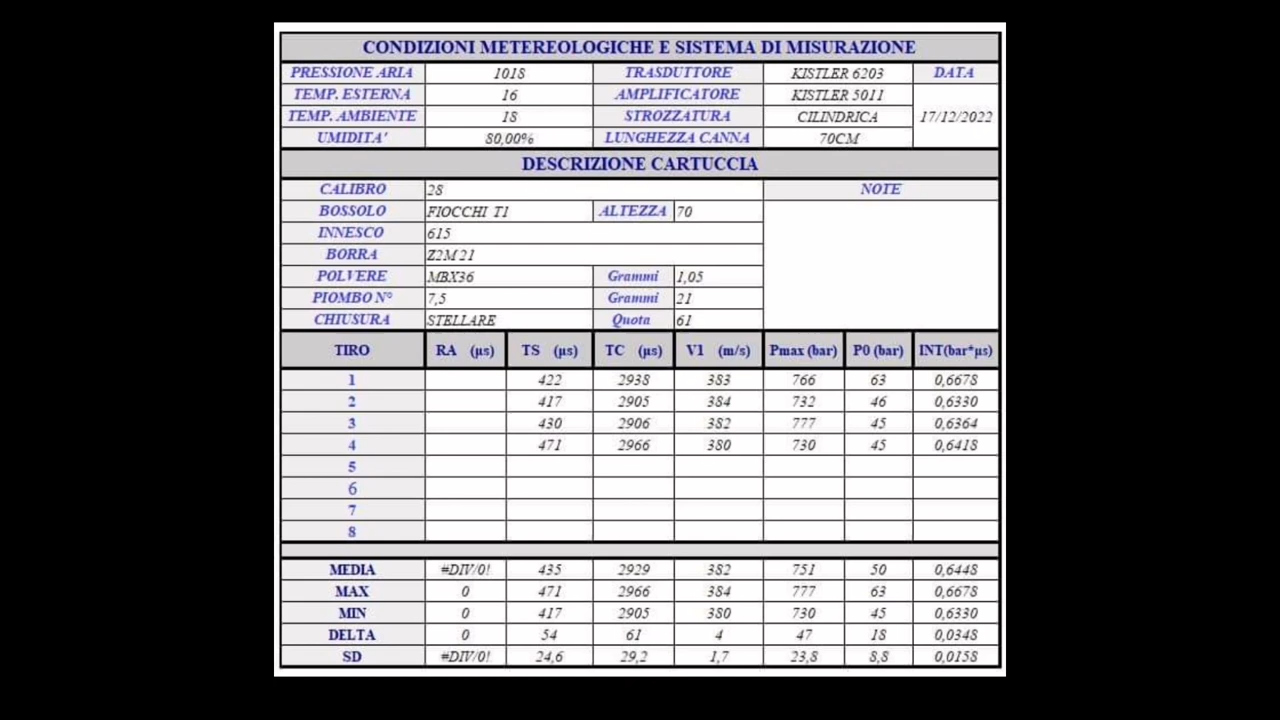 CONDIZIONI METEREOLOGICHE E SISTEMA DI MISURAZIONE
PRESSIONE ARIA 1018 TRASDUTTORE KISTLER 6203 DATA
TEMP. ESTERNA 16 AMPLIFICATORE KISTLER 5011
TEMP. AMBIENTE 18 STROZZATURA CILINDRICA 17/12/2022
UMIDITA' 80,00% LUNGHEZZA CANNA 70CM
DESCRIZIONE CARTUCCIA
CALIBRO 28 NOTE
BOSSOLO FIOCCHI T1 ALTEZZA 70
INNESCO 615
BORRA Z2M 21
POLVERE MBX36 Grammi 1,05
PIOMBO N° 7,5 Grammi 21
CHIUSURA STELLARE Quota 61
TIRO RA (µs) TS (µs) TC (µs) V1 (m/s) Pmax (bar) P0 (bar) INT(bar*µs)
1 422 2938 383 766 63 0,6678
2 417 2905 384 732 46 0,6330
3 430 2906 382 777 45 0,6364
4 471 2966 380 730 45 0,6418
5
6
7
8
MEDIA #DIV/0! 435 2929 382 751 50 0,6448
MAX 0 471 2966 384 777 63 0,6678
MIN 0 417 2905 380 730 45 0,6330
DELTA 0 54 61 4 47 18 0,0348
SD #DIV/0! 24,6 29,2 1,7 23,8 8,8 0,0158